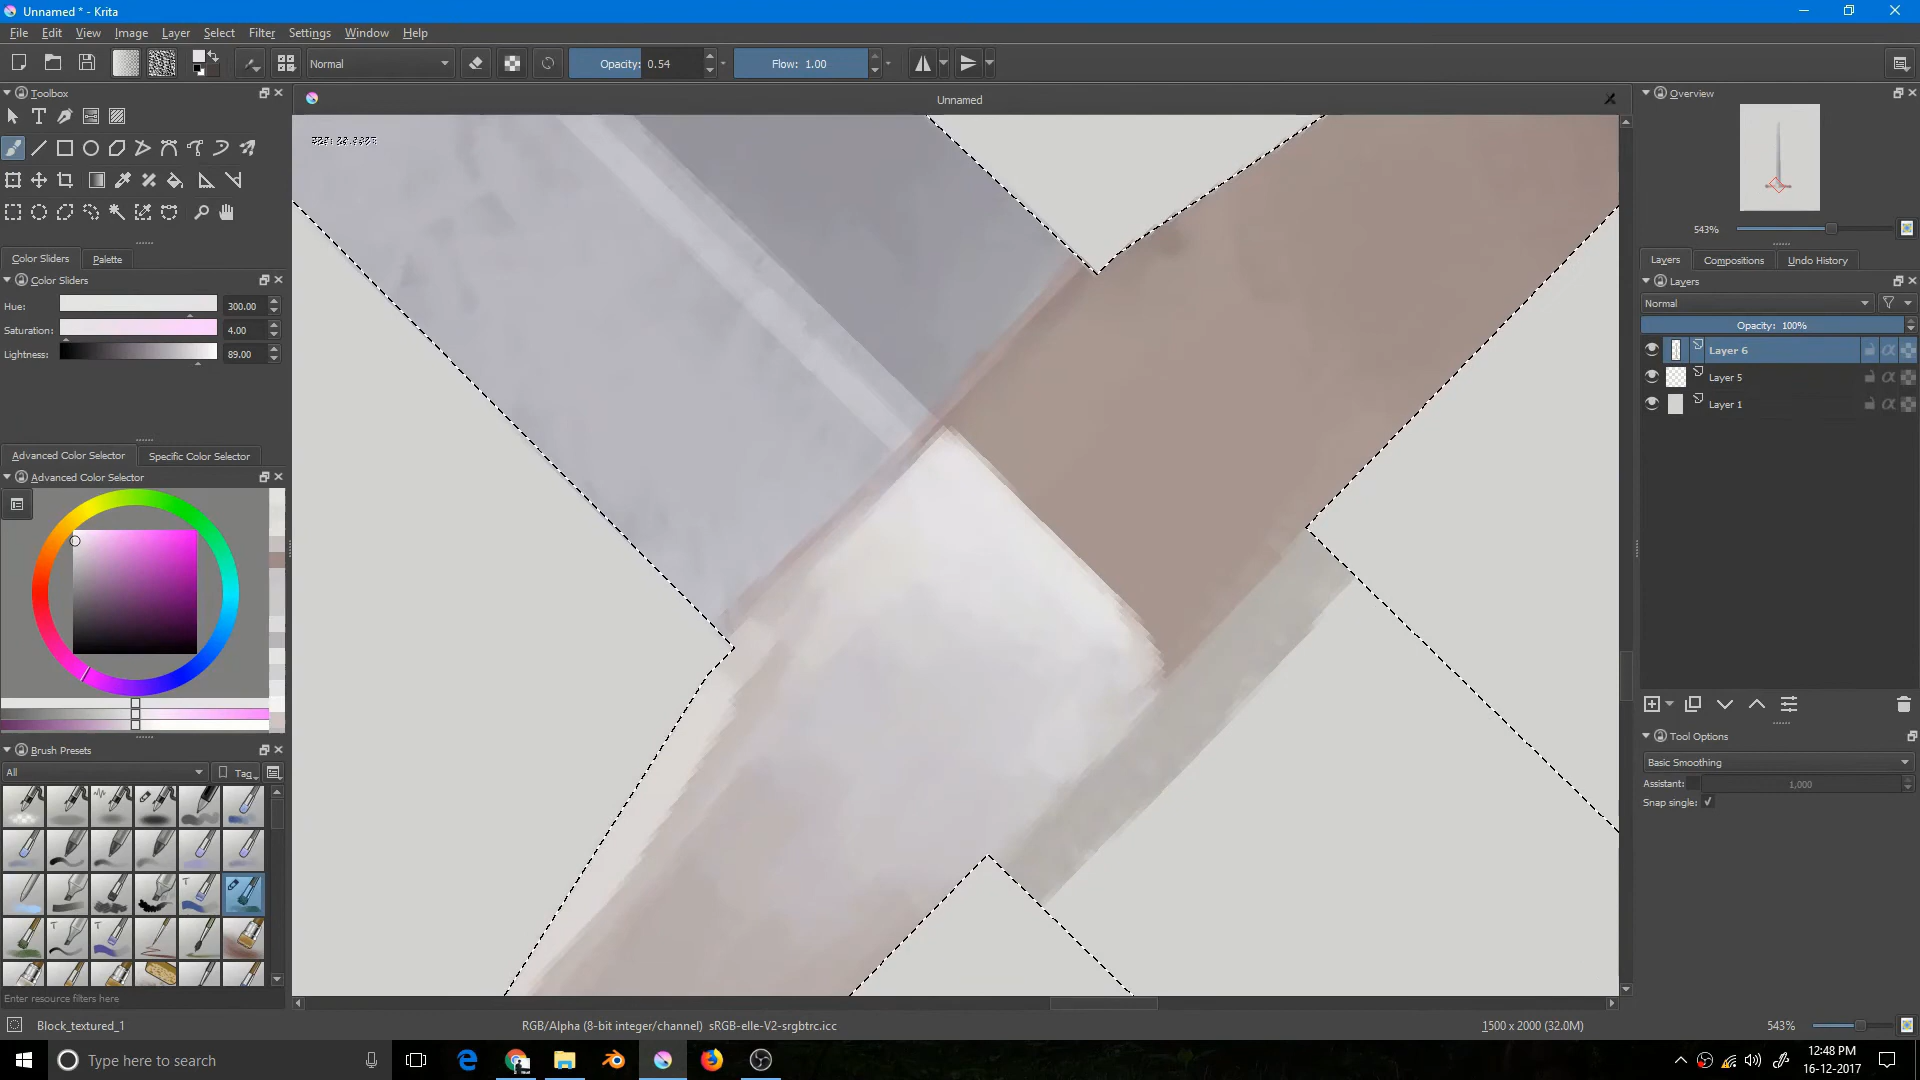 Unnamed * - Krita
File Edit View Image Layer Select Filter Settings Window Help
Normal Opacity: 0.54 Flow: 1.00
Toolbox
Unnamed
Overview
543%
Color Sliders Palette
Color Sliders
Hue: 300.00
Saturation: 4.00
Lightness: 89.00
Layers Compositions Undo History
Layers
Normal
Opacity: 100%
Layer 6
Layer 5
Layer 1
Advanced Color Selector Specific Color Selector
Advanced Color Selector
Tool Options
Basic Smoothing
Assistant: 1,000
Snap single:
Brush Presets
All Tag
Enter resource filters here
Block_textured_1
RGB/Alpha (8-bit integer/channel) sRGB-elle-V2-srgbtrc.icc
1500 x 2000 (32.0M)
543%
Type here to search
12:48 PM
16-12-2017